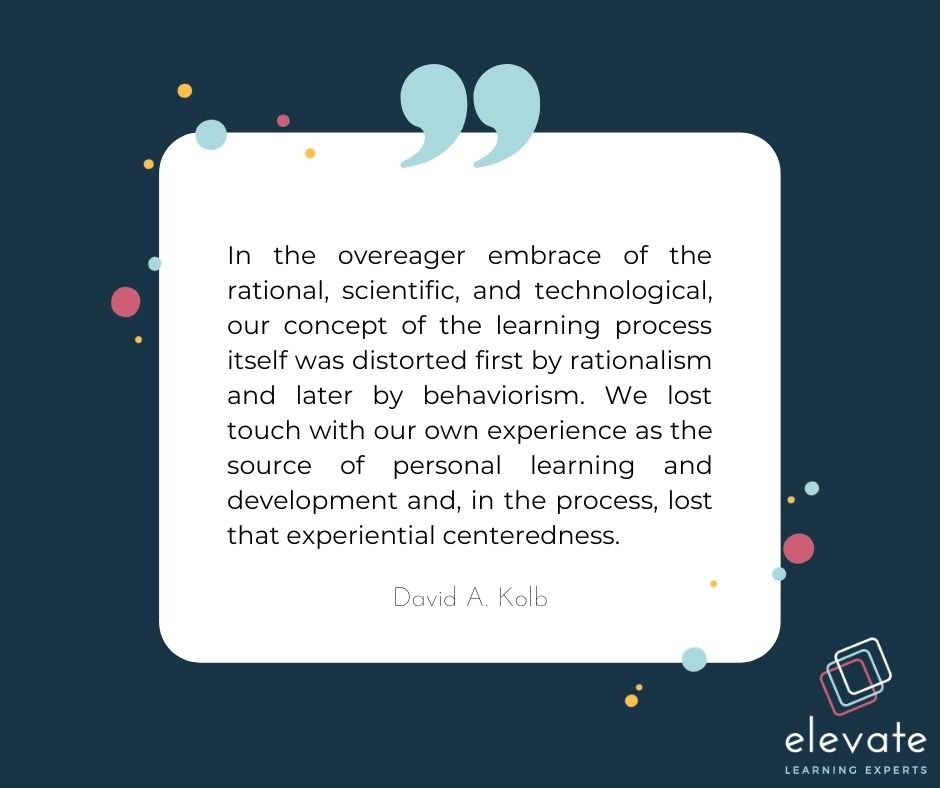 In the overeager embrace of the
rational, scientific, and technological,
our concept of the learning process
itself was distorted first by rationalism
and later by behaviorism. We lost
touch with our own experience as the
source of personal learning and
development and, in the process, lost
that experiential centeredness.
David A. Kolb
elevate
LEARNING EXPERTS